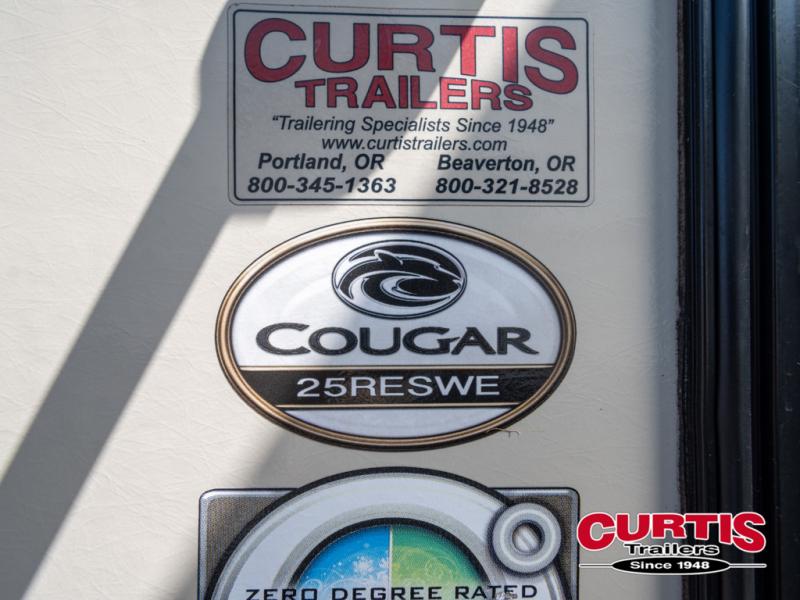 CURTIS
TRAILERS
"Trailering Specialists Since 1948"
www.curtistrailers.com
Portland, OR Beaverton, OR
800-345-1363 800-321-8528
COUGAR
25RESWE
ZERO DEGREE RATED
CURTIS
Trailers
Since 1948